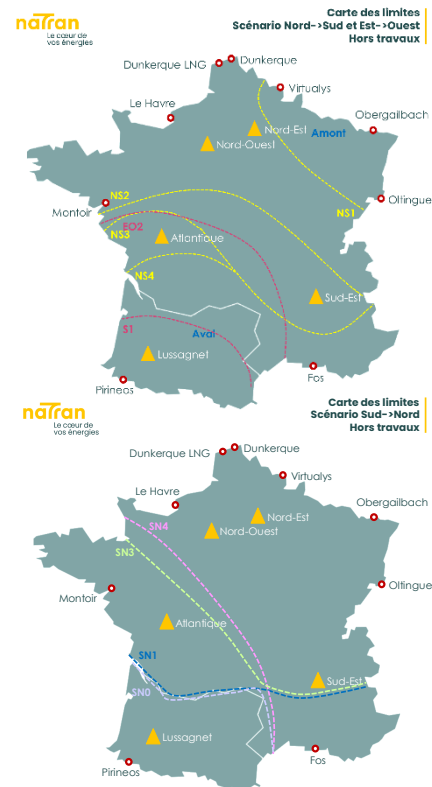 naTran
Le cœur de
vos énergies
Carte des limites
Scénario Nord->Sud et Est->Ouest
Hors travaux
Dunkerque LNG
Dunkerque
Virtualys
Le Havre
Obergailbach
Nord-Est
Amont
Nord-Ouest
Oltingue
NS2
NS1
Montoir
EO2
NS3
Atlantique
NS4
Sud-Est
S1
Aval
Lussagnet
Fos
Pirineos
naTran
Le cœur de
vos énergies
Carte des limites
Scénario Sud->Nord
Hors travaux
Dunkerque LNG
Dunkerque
Virtualys
Le Havre
Obergailbach
Nord-Est
SN4
Nord-Ouest
SN3
Oltingue
Montoir
Atlantique
SN1
Sud-Est
SN0
Lussagnet
Fos
Pirineos